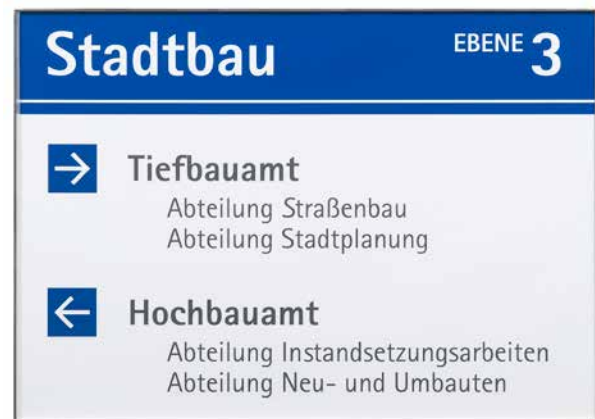 Stadtbau EBENE 3
→ Tiefbauamt
Abteilung Straßenbau
Abteilung Stadtplanung
← Hochbauamt
Abteilung Instandsetzungsarbeiten
Abteilung Neu- und Umbauten